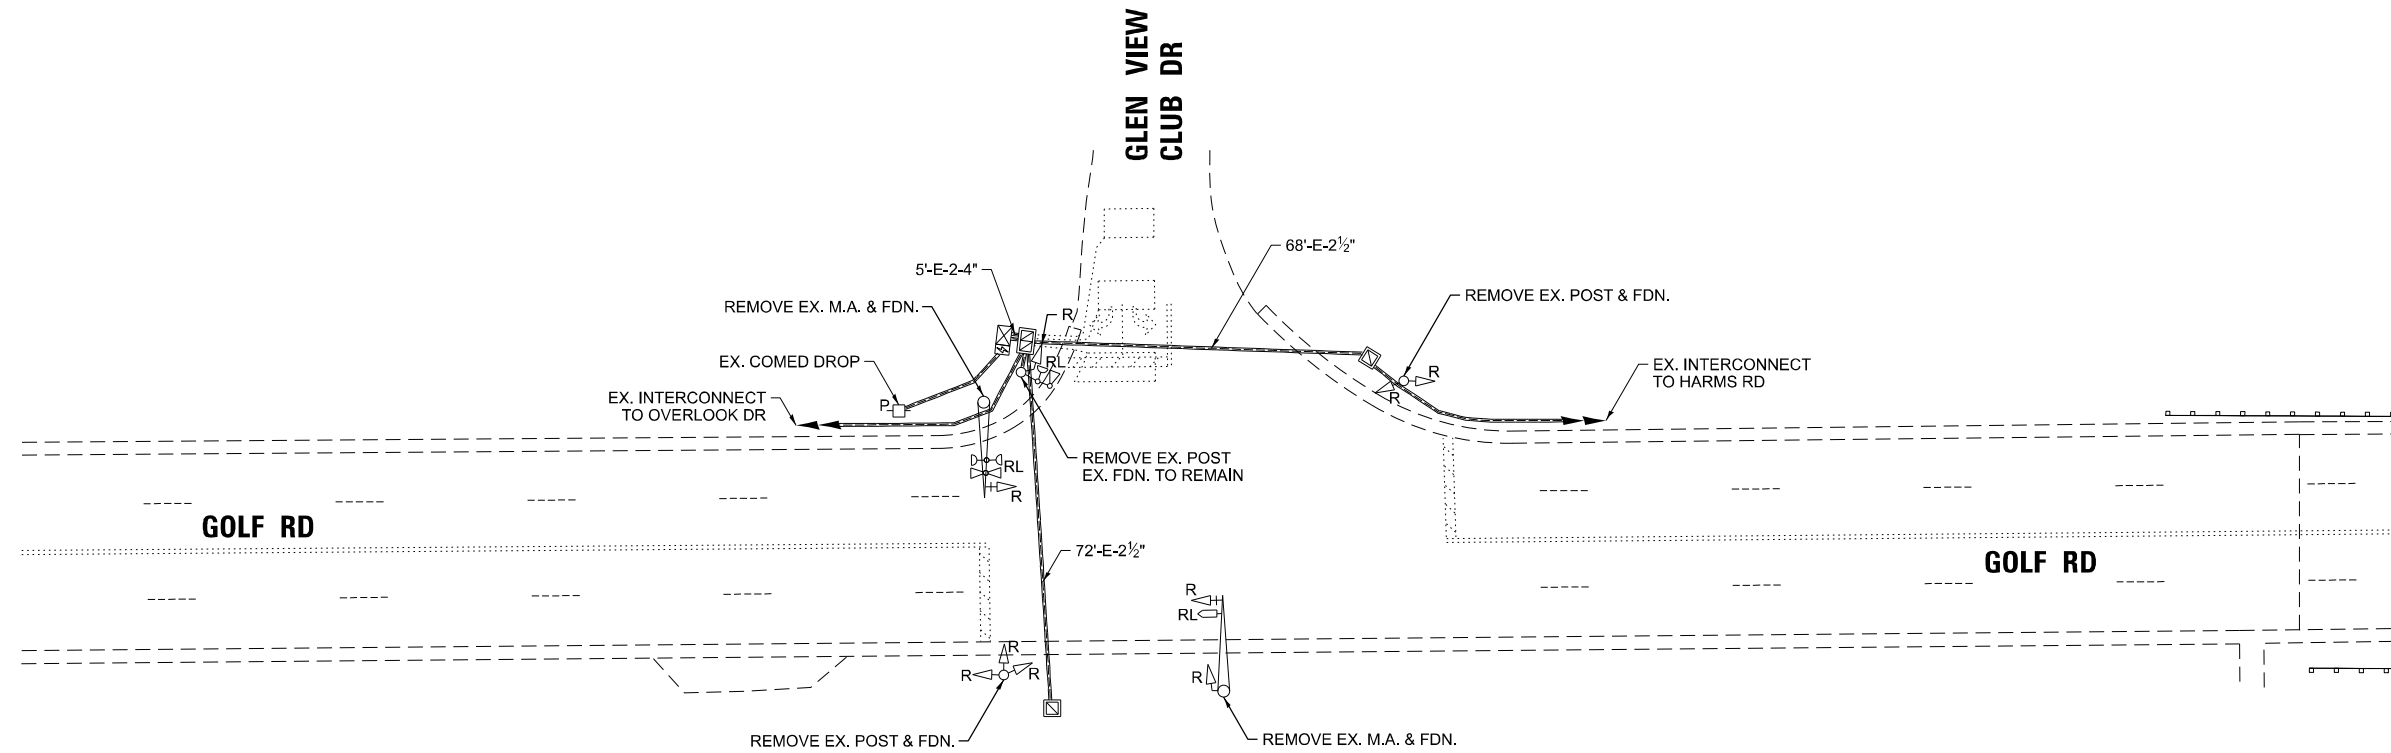 GLEN VIEW
CLUB DR
68'-E-2½"
5'-E-2-4"
REMOVE EX. M.A. & FDN.
REMOVE EX. POST & FDN.
R
EX. COMED DROP
RL
EX. INTERCONNECT
TO HARMS RD
R
R
P
EX. INTERCONNECT
TO OVERLOOK DR
REMOVE EX. POST
EX. FDN. TO REMAIN
RL
R
GOLF RD
72'-E-2½"
GOLF RD
R
RL
R
R
R
R
REMOVE EX. POST & FDN.
REMOVE EX. M.A. & FDN.